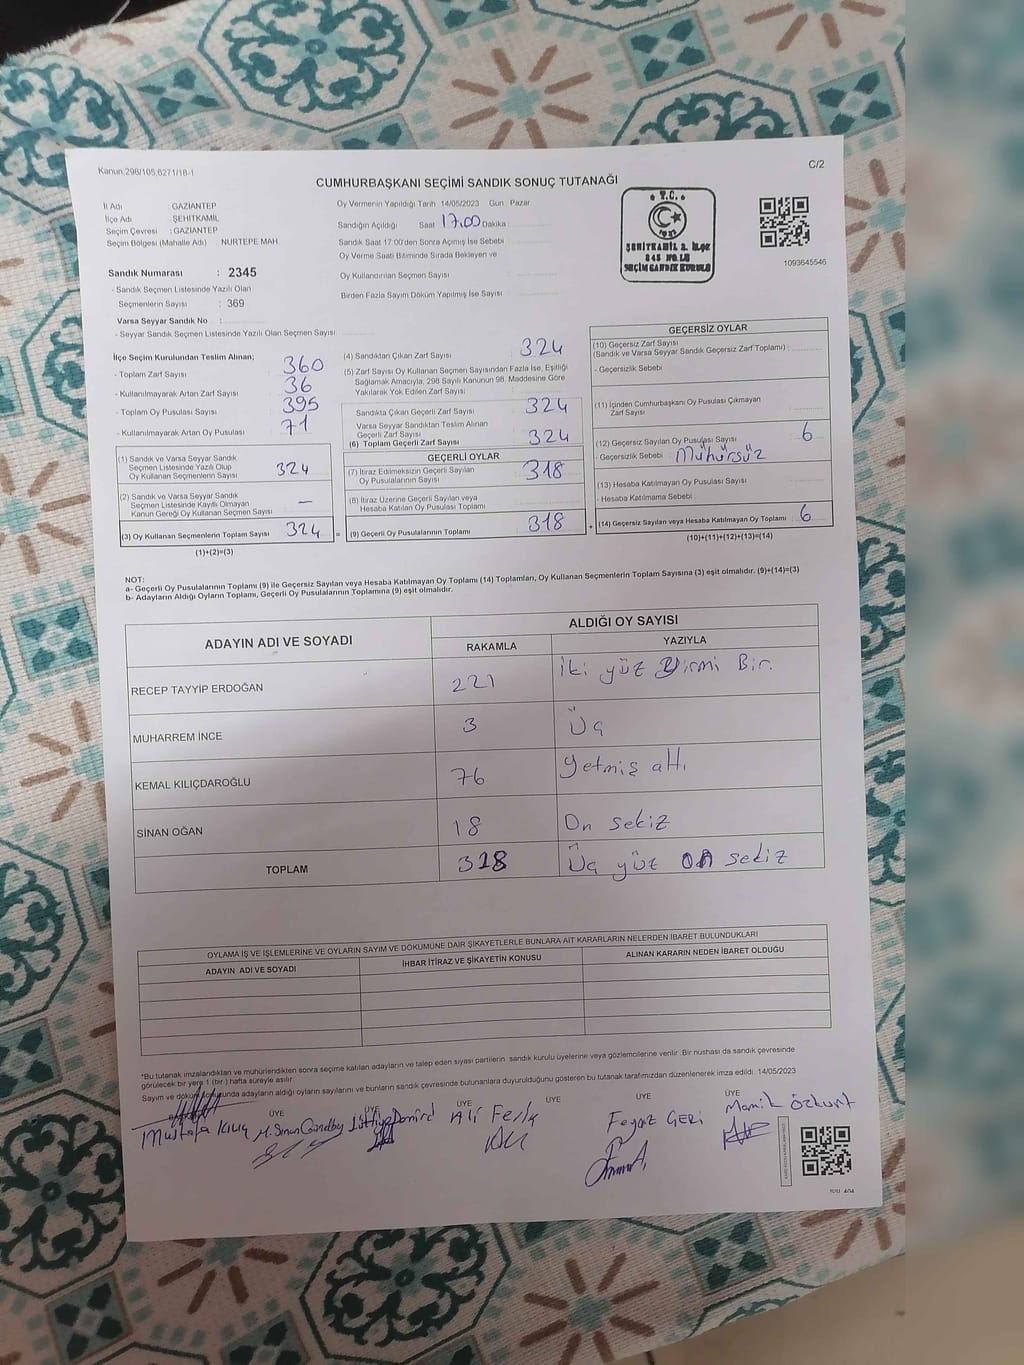 Kanun:298/105,6271/18-1
C/2
CUMHURBAŞKANI SEÇİMİ SANDIK SONUÇ TUTANAĞI
İl Adı : GAZİANTEP
İlçe Adı : ŞEHİTKAMİL
Seçim Çevresi : GAZİANTEP
Seçim Bölgesi (Mahalle Adı) : NURTEPE MAH.
Sandık Numarası : 2345
- Sandık Seçmen Listesinde Yazılı Olan
Seçmenlerin Sayısı : 369
Varsa Seyyar Sandık No :
- Seyyar Sandık Seçmen Listesinde Yazılı Olan Seçmen Sayısı
Oy Vermenin Yapıldığı Tarih 14/05/2023 Gün Pazar
Sandığın Açıldığı Saat 17.00 Dakika
Sandık Saat 17:00'den Sonra Açılmış İse Sebebi
Oy Verme Saati Bitiminde Sırada Bekleyen ve
Oy Kullandırılan Seçmen Sayısı
Birden Fazla Sayım Döküm Yapılmış İse Sayısı
T.C.
ŞEHİTKAMİL 2. İLÇE
SEÇİM SANDIK KURULU
1093645546
İlçe Seçim Kurulundan Teslim Alınan;
- Toplam Zarf Sayısı 360
- Kullanılmayarak Artan Zarf Sayısı 36
- Toplam Oy Pusulası Sayısı 395
- Kullanılmayarak Artan Oy Pusulası 71
(1) Sandık ve Varsa Seyyar Sandık
Seçmen Listesinde Yazılı Olup
Oy Kullanan Seçmenlerin Sayısı 324
(2) Sandık ve Varsa Seyyar Sandık
Seçmen Listesinde Kayıtlı Olmayan
Kanun Gereği Oy Kullanan Seçmen Sayısı —
(3) Oy Kullanan Seçmenlerin Toplam Sayısı 324
(1)+(2)=(3)
(4) Sandıktan Çıkan Zarf Sayısı 324
(5) Zarf Sayısı Oy Kullanan Seçmen Sayısından Fazla İse, Eşitliği
Sağlamak Amacıyla, 298 Sayılı Kanunun 98. Maddesine Göre
Yakılarak Yok Edilen Zarf Sayısı
Sandıkta Çıkan Geçerli Zarf Sayısı 324
Varsa Seyyar Sandıktan Teslim Alınan
Geçerli Zarf Sayısı
(6) Toplam Geçerli Zarf Sayısı 324
GEÇERLİ OYLAR
(7) İtiraz Edilmeksizin Geçerli Sayılan
Oy Pusulalarının Sayısı 318
(8) İtiraz Üzerine Geçerli Sayılan veya
Hesaba Katılan Oy Pusulası Toplamı
= (9) Geçerli Oy Pusulalarının Toplamı 318
GEÇERSİZ OYLAR
(10) Geçersiz Zarf Sayısı
(Sandık ve Varsa Seyyar Sandık Geçersiz Zarf Toplamı)
- Geçersizlik Sebebi
(11) İçinden Cumhurbaşkanı Oy Pusulası Çıkmayan
Zarf Sayısı
(12) Geçersiz Sayılan Oy Pusulası Sayısı 6
- Geçersizlik Sebebi Mühürsüz
(13) Hesaba Katılmayan Oy Pusulası Sayısı
- Hesaba Katılmama Sebebi
+ (14) Geçersiz Sayılan veya Hesaba Katılmayan Oy Toplamı 6
(10)+(11)+(12)+(13)=(14)
NOT:
a- Geçerli Oy Pusulalarının Toplamı (9) ile Geçersiz Sayılan veya Hesaba Katılmayan Oy Toplamı (14) Toplamları, Oy Kullanan Seçmenlerin Toplam Sayısına (3) eşit olmalıdır. (9)+(14)=(3)
b- Adayların Aldığı Oyların Toplamı, Geçerli Oy Pusulalarının Toplamına (9) eşit olmalıdır.
ADAYIN ADI VE SOYADI
ALDIĞI OY SAYISI
RAKAMLA YAZIYLA
RECEP TAYYİP ERDOĞAN 221 iki yüz Yirmi Bir.
MUHARREM İNCE 3 Üç
KEMAL KILIÇDAROĞLU 76 Yetmiş altı
SİNAN OĞAN 18 On sekiz
TOPLAM 318 Üç yüz on sekiz
OYLAMA İŞ VE İŞLEMLERİNE VE OYLARIN SAYIM VE DÖKÜMÜNE DAİR ŞİKAYETLERLE BUNLARA AİT KARARLARIN NELERDEN İBARET BULUNDUKLARI
ADAYIN ADI VE SOYADI İHBAR İTİRAZ VE ŞİKAYETİN KONUSU ALINAN KARARIN NEDEN İBARET OLDUĞU
*Bu tutanak imzalandıktan ve mühürlendikten sonra seçime katılan adayların ve talep eden siyasi partilerin sandık kurulu üyelerine veya gözlemcilerine verilir. Bir nüshası da sandık çevresinde
görülecek bir yere 1 (bir) hafta süreyle asılır
Sayım ve döküm sonunda adayların aldığı oyların sayılarını ve bunların sandık çevresinde bulunanlara duyurulduğunu gösteren bu tutanak tarafımızdan düzenlenerek imza edildi. 14/05/2023
ÜYE ÜYE ÜYE ÜYE ÜYE ÜYE
Mustafa Kılıç Ali Feyaz GERİ Özkurt